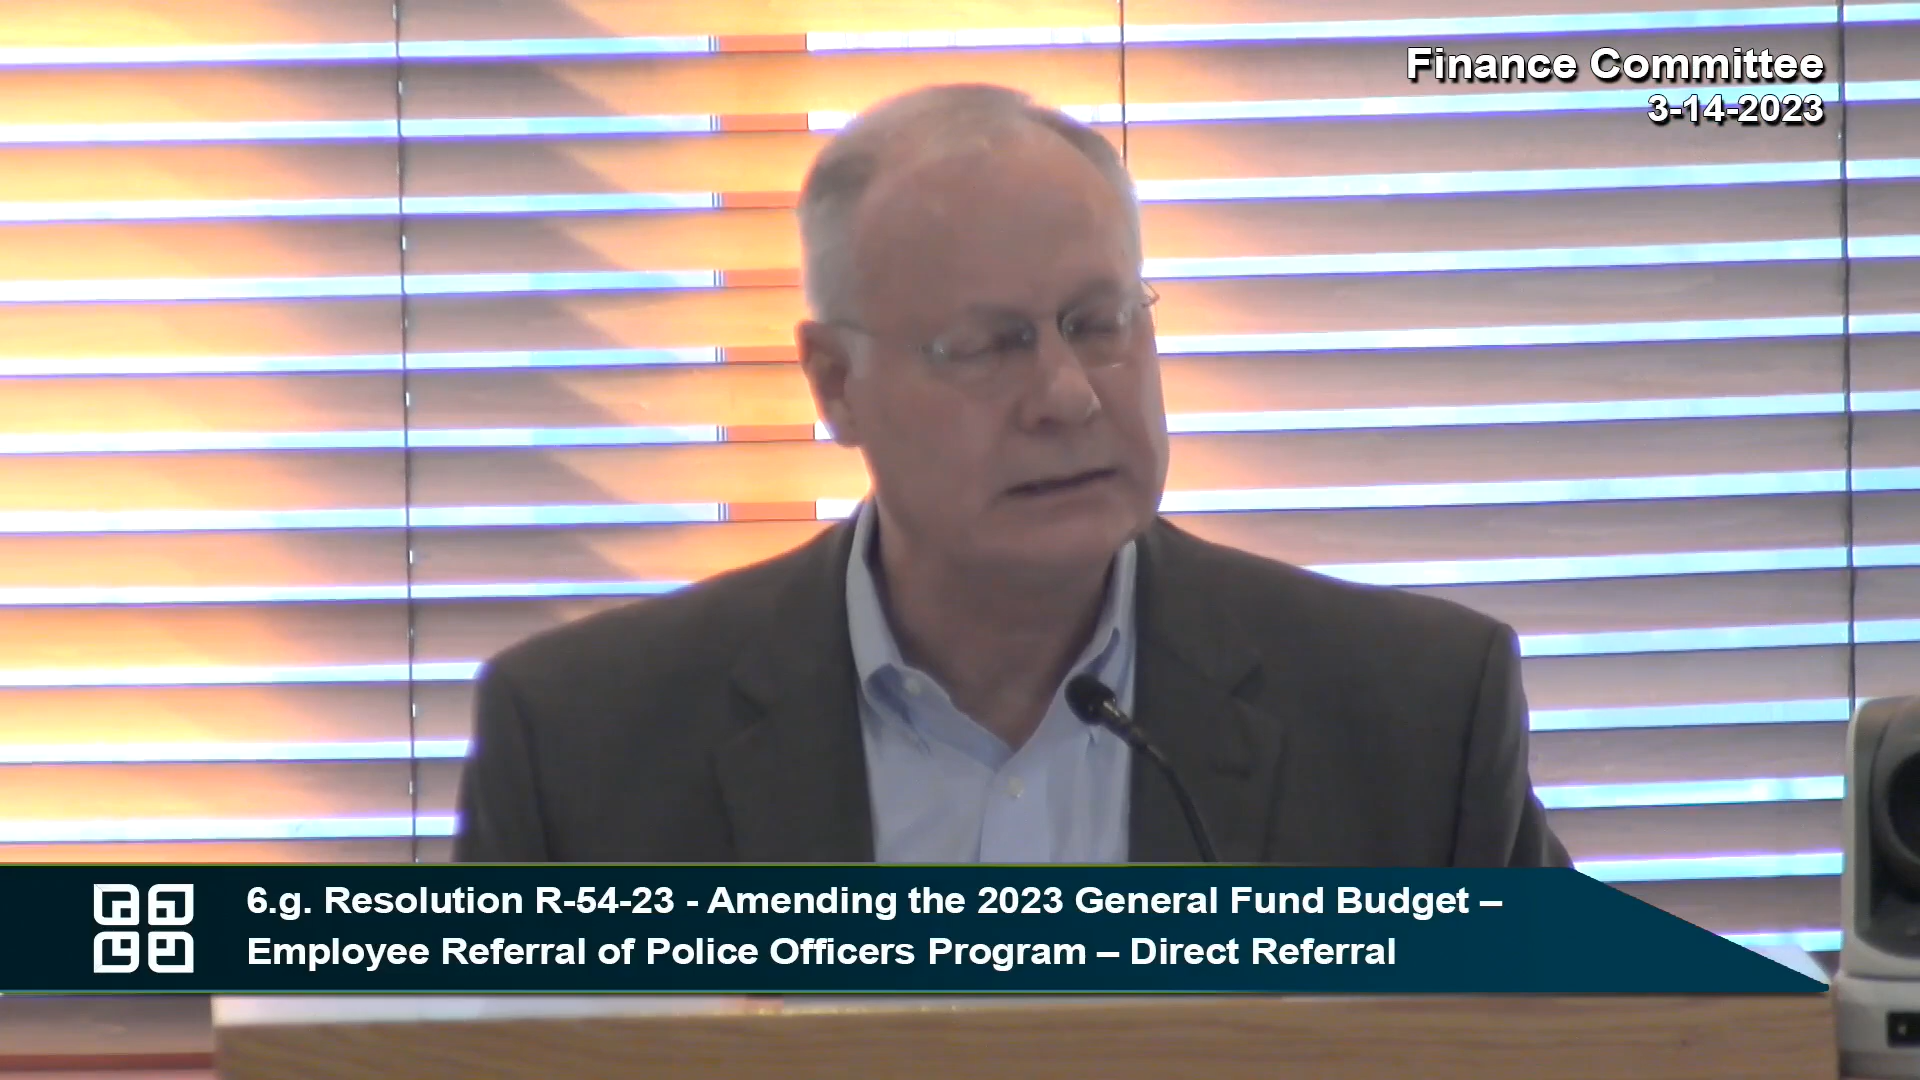 Finance Committee
3-14-2023
6.g. Resolution R-54-23 - Amending the 2023 General Fund Budget –
Employee Referral of Police Officers Program – Direct Referral